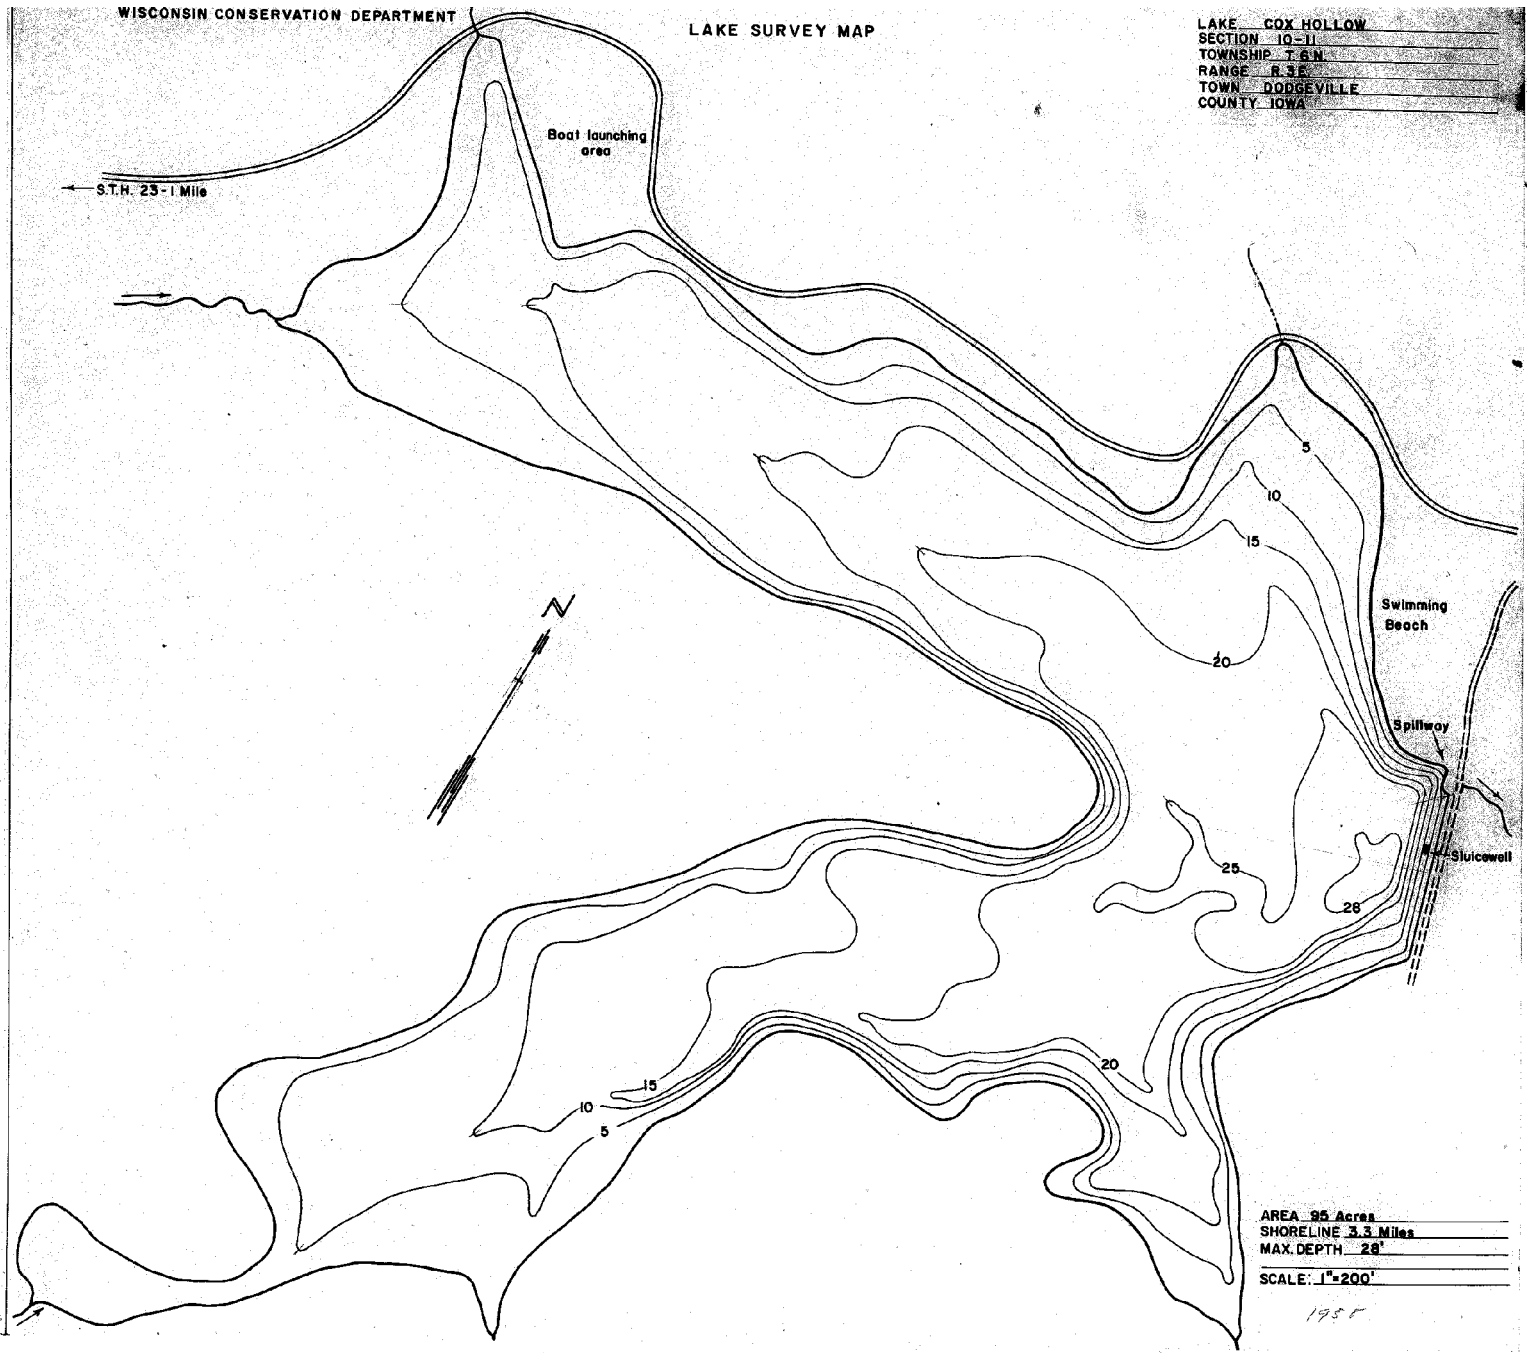 WISCONSIN CONSERVATION DEPARTMENT
LAKE SURVEY MAP
LAKE COX HOLLOW
SECTION 10-11
TOWNSHIP T.6N.
RANGE R.3E.
TOWN DODGEVILLE
COUNTY IOWA
Boat launching
area
S.T.H. 23-1 Mile
5
10
15
N
Swimming
Beach
20
Spillway
Sluicewell
25
28
20
15
10
5
AREA 95 Acres
SHORELINE 3.3 Miles
MAX. DEPTH 28'
SCALE: 1"=200'